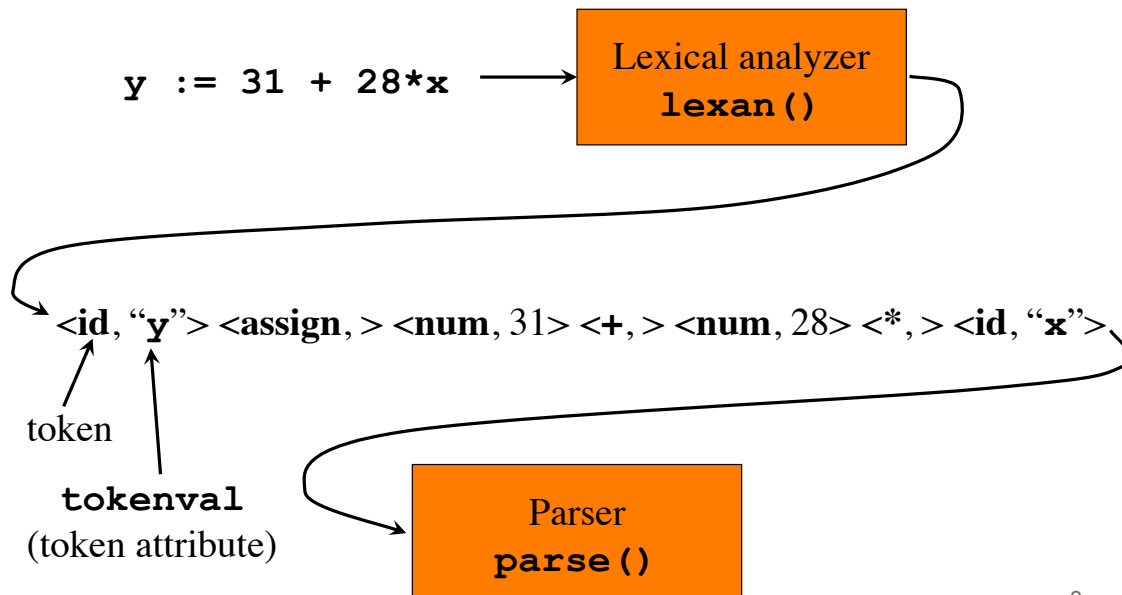 Lexical analyzer
y := 31 + 28*x
lexan()
<id, “y”> <assign, > <num, 31> <+, > <num, 28> <*, > <id, “x”>
token
tokenval
(token attribute)
Parser
parse()